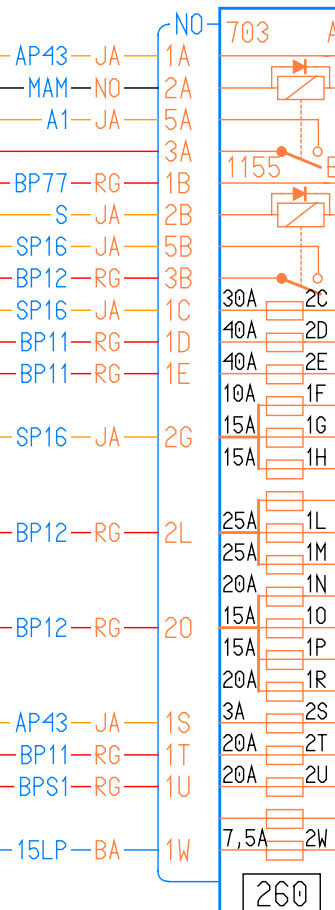 NO 703
AP43 JA 1A
MAM NO 2A
A1 JA 5A
3A 1155
BP77 RG 1B
S JA 2B
SP16 JA 5B
BP12 RG 3B
SP16 JA 1C 30A 2C
BP11 RG 1D 40A 2D
BP11 RG 1E 40A 2E
10A 1F
SP16 JA 2G 15A 1G
15A 1H
BP12 RG 2L 25A 1L
25A 1M
20A 1N
BP12 RG 2O 15A 1O
15A 1P
20A 1R
AP43 JA 1S 3A 2S
BP11 RG 1T 20A 2T
BPS1 RG 1U 20A 2U
15LP BA 1W 7,5A 2W
260